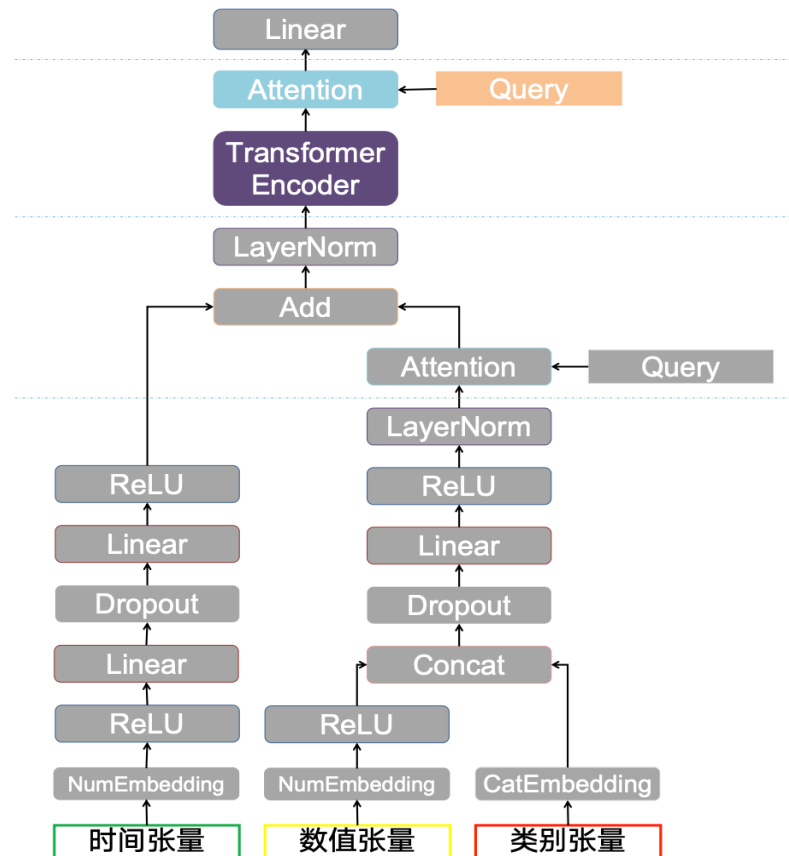 Linear
Attention
Query
Transformer
Encoder
LayerNorm
Add
Attention
Query
LayerNorm
ReLU
ReLU
Linear
Linear
Dropout
Dropout
Linear
Concat
ReLU
ReLU
NumEmbedding
NumEmbedding
CatEmbedding
时间张量
数值张量
类别张量